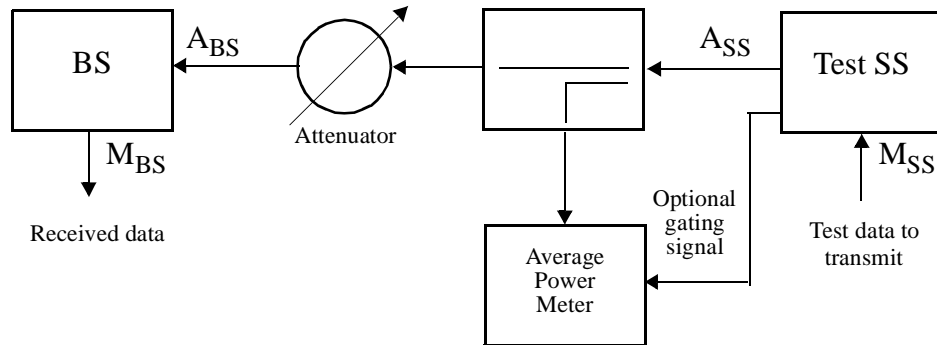 BS
A_BS
Attenuator
A_SS
Test SS
M_BS
Received data
Optional
gating
signal
Average
Power
Meter
M_SS
Test data to
transmit